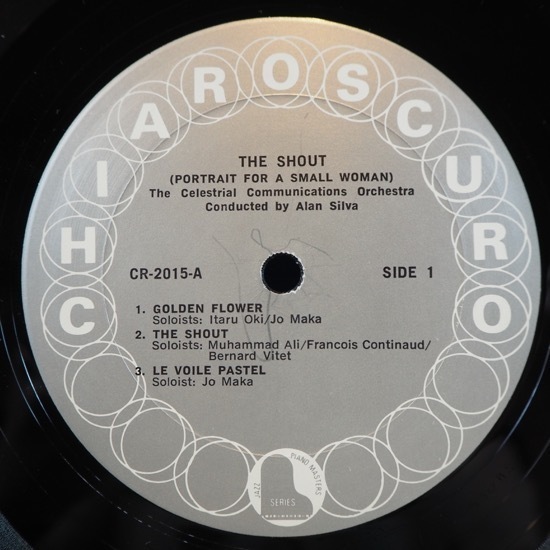 CHIAROSCURO
THE SHOUT
(PORTRAIT FOR A SMALL WOMAN)
The Celestrial Communications Orchestra
Conducted by Alan Silva
CR-2015-A
SIDE 1
1. GOLDEN FLOWER
Soloists: Itaru Oki/Jo Maka
2. THE SHOUT
Soloists: Muhammad Ali/Francois Continaud/
Bernard Vitet
3. LE VOILE PASTEL
Soloist: Jo Maka
JAZZ PIANO MASTERS
SERIES